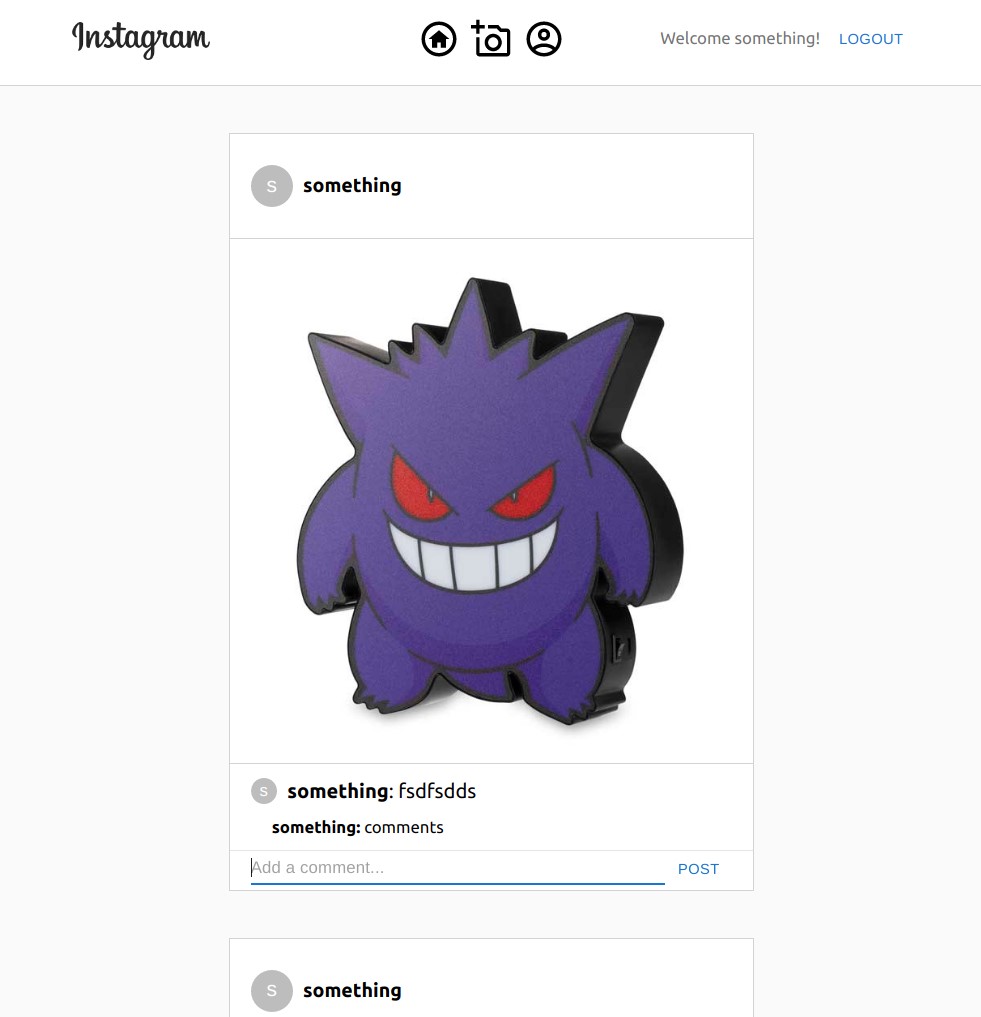 Instagram
Welcome something! LOGOUT
S something
S something: fsdfsdds
something: comments
Add a comment... POST
S something